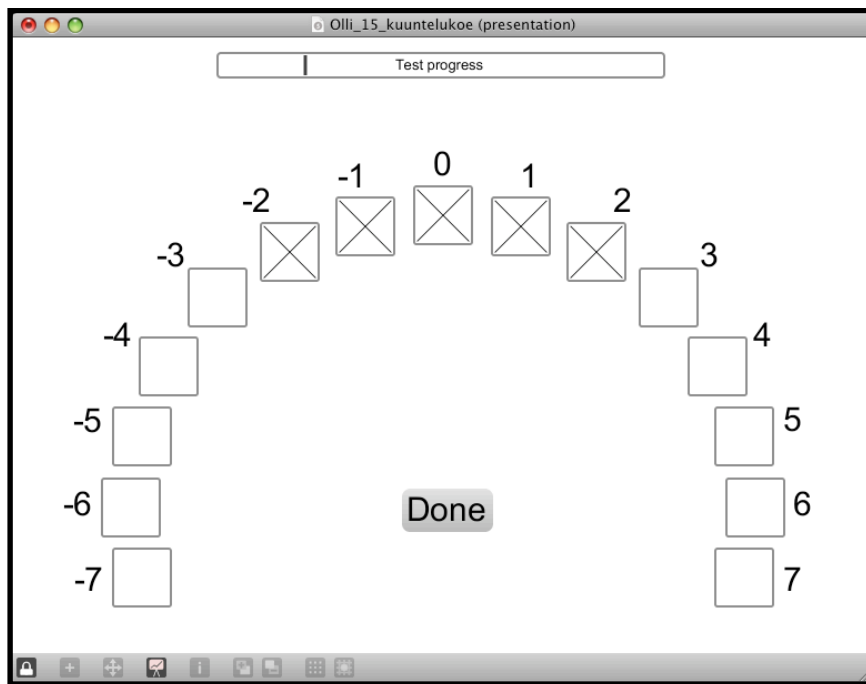 Olli_15_kuuntelukoe (presentation)
Test progress
0
-1 1
-2 2
-3 3
-4 4
-5 5
-6 6
-7 7
Done